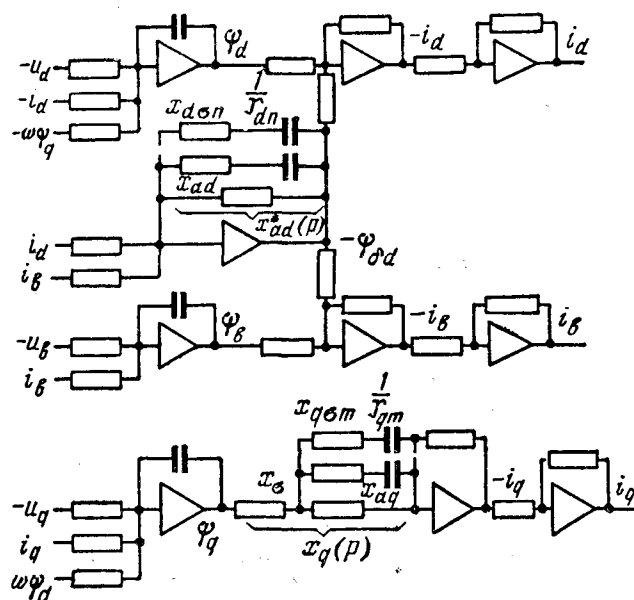 φd
-id
id
-ud
-id
-ωφq
1/rdn
xdσn
xad
x*ad(p)
id
iв
-φδd
φв
-iв
iв
-uв
iв
xqσm
1/rqm
xσ
xaq
-iq
iq
-uq
iq
ωφd
φq
xq(p)